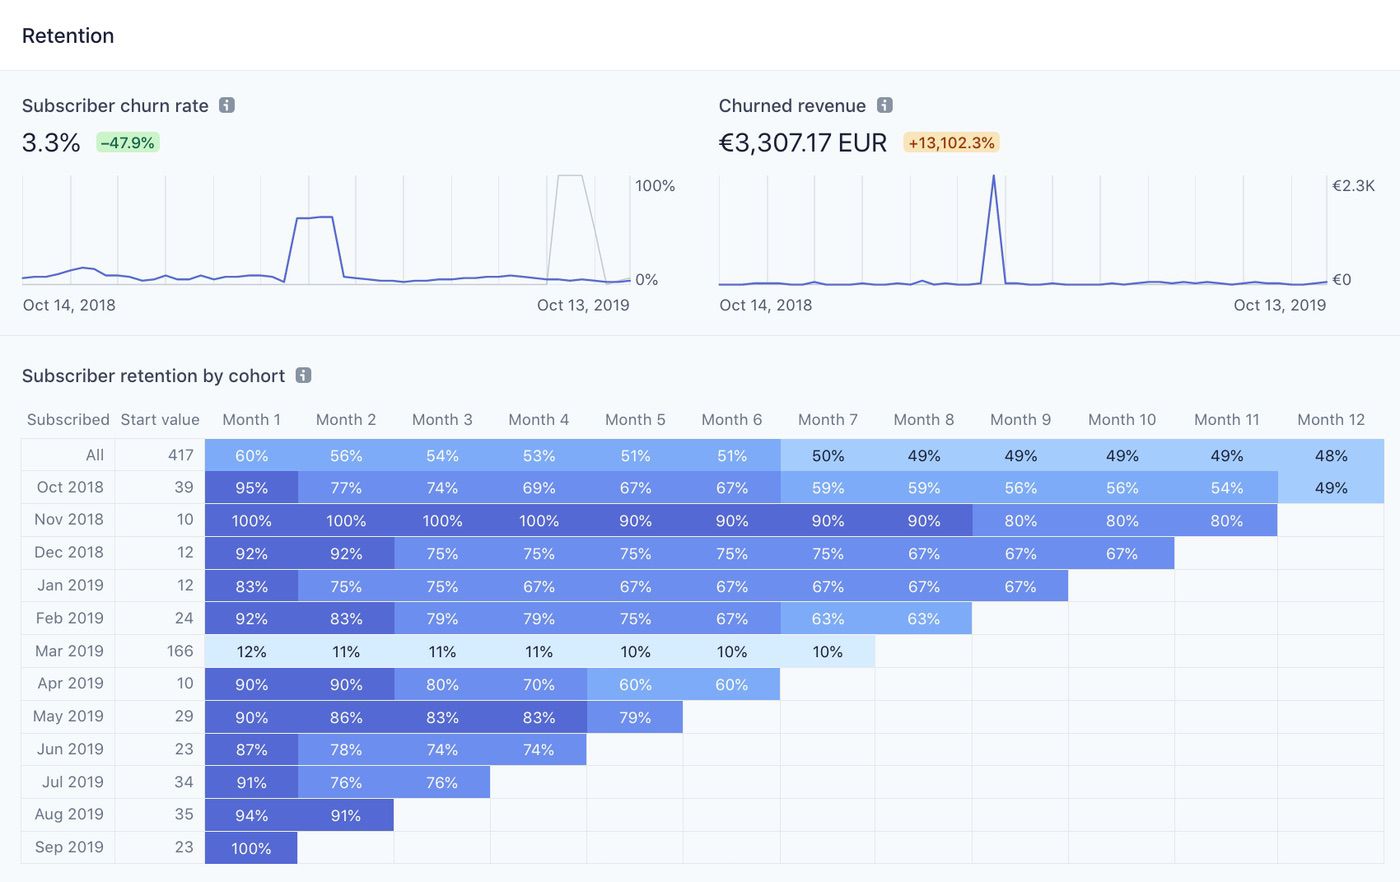 Retention
Subscriber churn rate
3.3% –47.9%
100%
0%
Oct 14, 2018 Oct 13, 2019
Churned revenue
€3,307.17 EUR +13,102.3%
€2.3K
€0
Oct 14, 2018 Oct 13, 2019
Subscriber retention by cohort
Subscribed Start value Month 1 Month 2 Month 3 Month 4 Month 5 Month 6 Month 7 Month 8 Month 9 Month 10 Month 11 Month 12
All 417 60% 56% 54% 53% 51% 51% 50% 49% 49% 49% 49% 48%
Oct 2018 39 95% 77% 74% 69% 67% 67% 59% 59% 56% 56% 54% 49%
Nov 2018 10 100% 100% 100% 100% 90% 90% 90% 90% 80% 80% 80%
Dec 2018 12 92% 92% 75% 75% 75% 75% 75% 67% 67% 67%
Jan 2019 12 83% 75% 75% 67% 67% 67% 67% 67% 67%
Feb 2019 24 92% 83% 79% 79% 75% 67% 63% 63%
Mar 2019 166 12% 11% 11% 11% 10% 10% 10%
Apr 2019 10 90% 90% 80% 70% 60% 60%
May 2019 29 90% 86% 83% 83% 79%
Jun 2019 23 87% 78% 74% 74%
Jul 2019 34 91% 76% 76%
Aug 2019 35 94% 91%
Sep 2019 23 100%